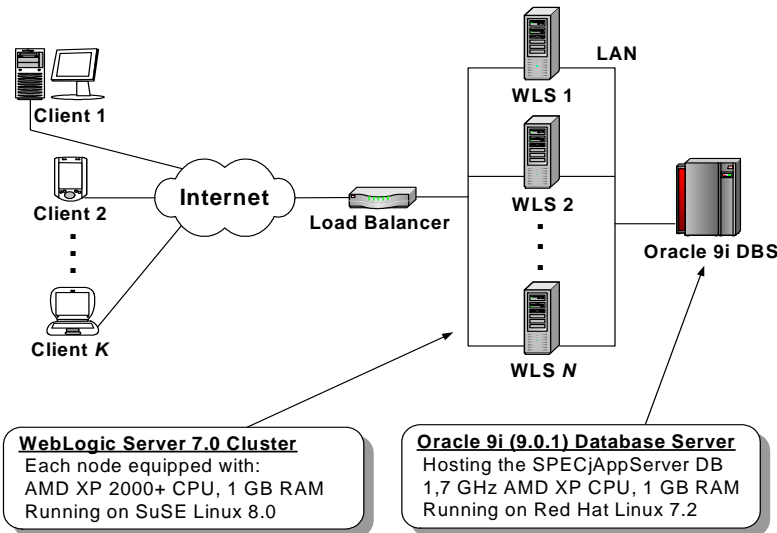 Client 1
Client 2
Client K
Internet
Load Balancer
LAN
WLS 1
WLS 2
WLS N
Oracle 9i DBS
WebLogic Server 7.0 Cluster
Each node equipped with:
AMD XP 2000+ CPU, 1 GB RAM
Running on SuSE Linux 8.0
Oracle 9i (9.0.1) Database Server
Hosting the SPECjAppServer DB
1,7 GHz AMD XP CPU, 1 GB RAM
Running on Red Hat Linux 7.2